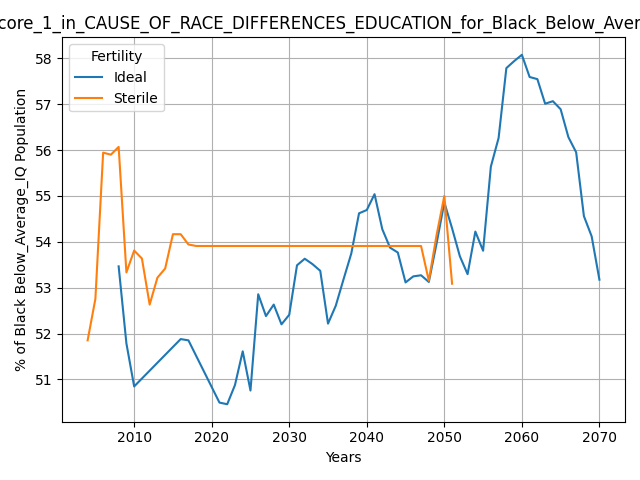 core_1_in_CAUSE_OF_RACE_DIFFERENCES_EDUCATION_for_Black_Below_Aver
Fertility
Ideal
Sterile
% of Black Below_Average_IQ Population
58
57
56
55
54
53
52
51
2010
2020
2030
2040
2050
2060
2070
Years